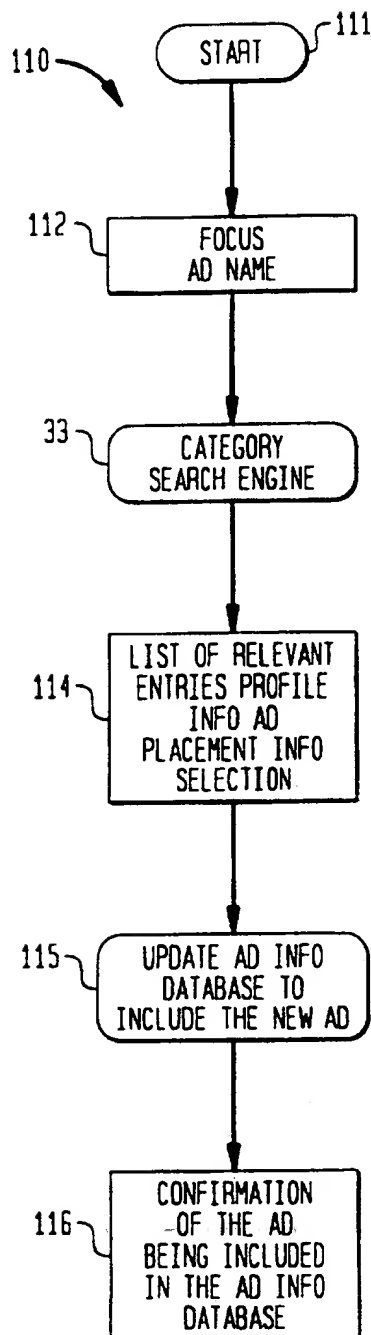 111
START
110
112
FOCUS
AD NAME
33
CATEGORY
SEARCH ENGINE
114
LIST OF RELEVANT
ENTRIES PROFILE
INFO AD
PLACEMENT INFO
SELECTION
115
UPDATE AD INFO
DATABASE TO
INCLUDE THE NEW AD
116
CONFIRMATION
OF THE AD
BEING INCLUDED
IN THE AD INFO
DATABASE